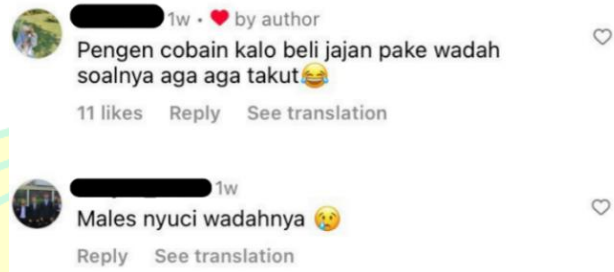 1w • ❤️ by author
Pengen cobain kalo beli jajan pake wadah
soalnya aga aga takut😂
11 likes Reply See translation
1w
Males nyuci wadahnya 😢
Reply See translation